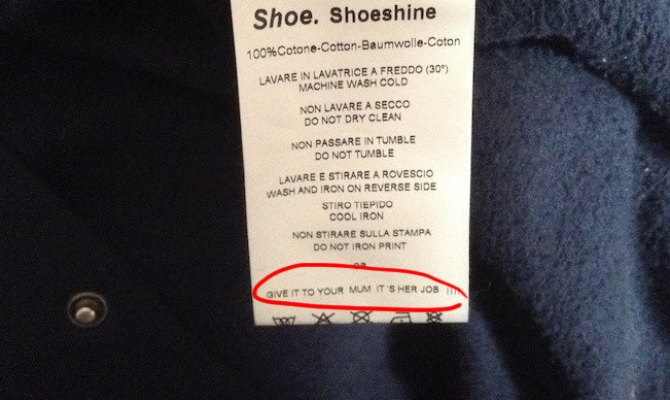 Shoe. Shoeshine
100%Cotone-Cotton-Baumwolle-Coton
LAVARE IN LAVATRICE A FREDDO (30°)
MACHINE WASH COLD
NON LAVARE A SECCO
DO NOT DRY CLEAN
NON PASSARE IN TUMBLE
DO NOT TUMBLE
LAVARE E STIRARE A ROVESCIO
WASH AND IRON ON REVERSE SIDE
STIRO TIEPIDO
COOL IRON
NON STIRARE SULLA STAMPA
DO NOT IRON PRINT
OR
GIVE IT TO YOUR MUM IT'S HER JOB !!!!